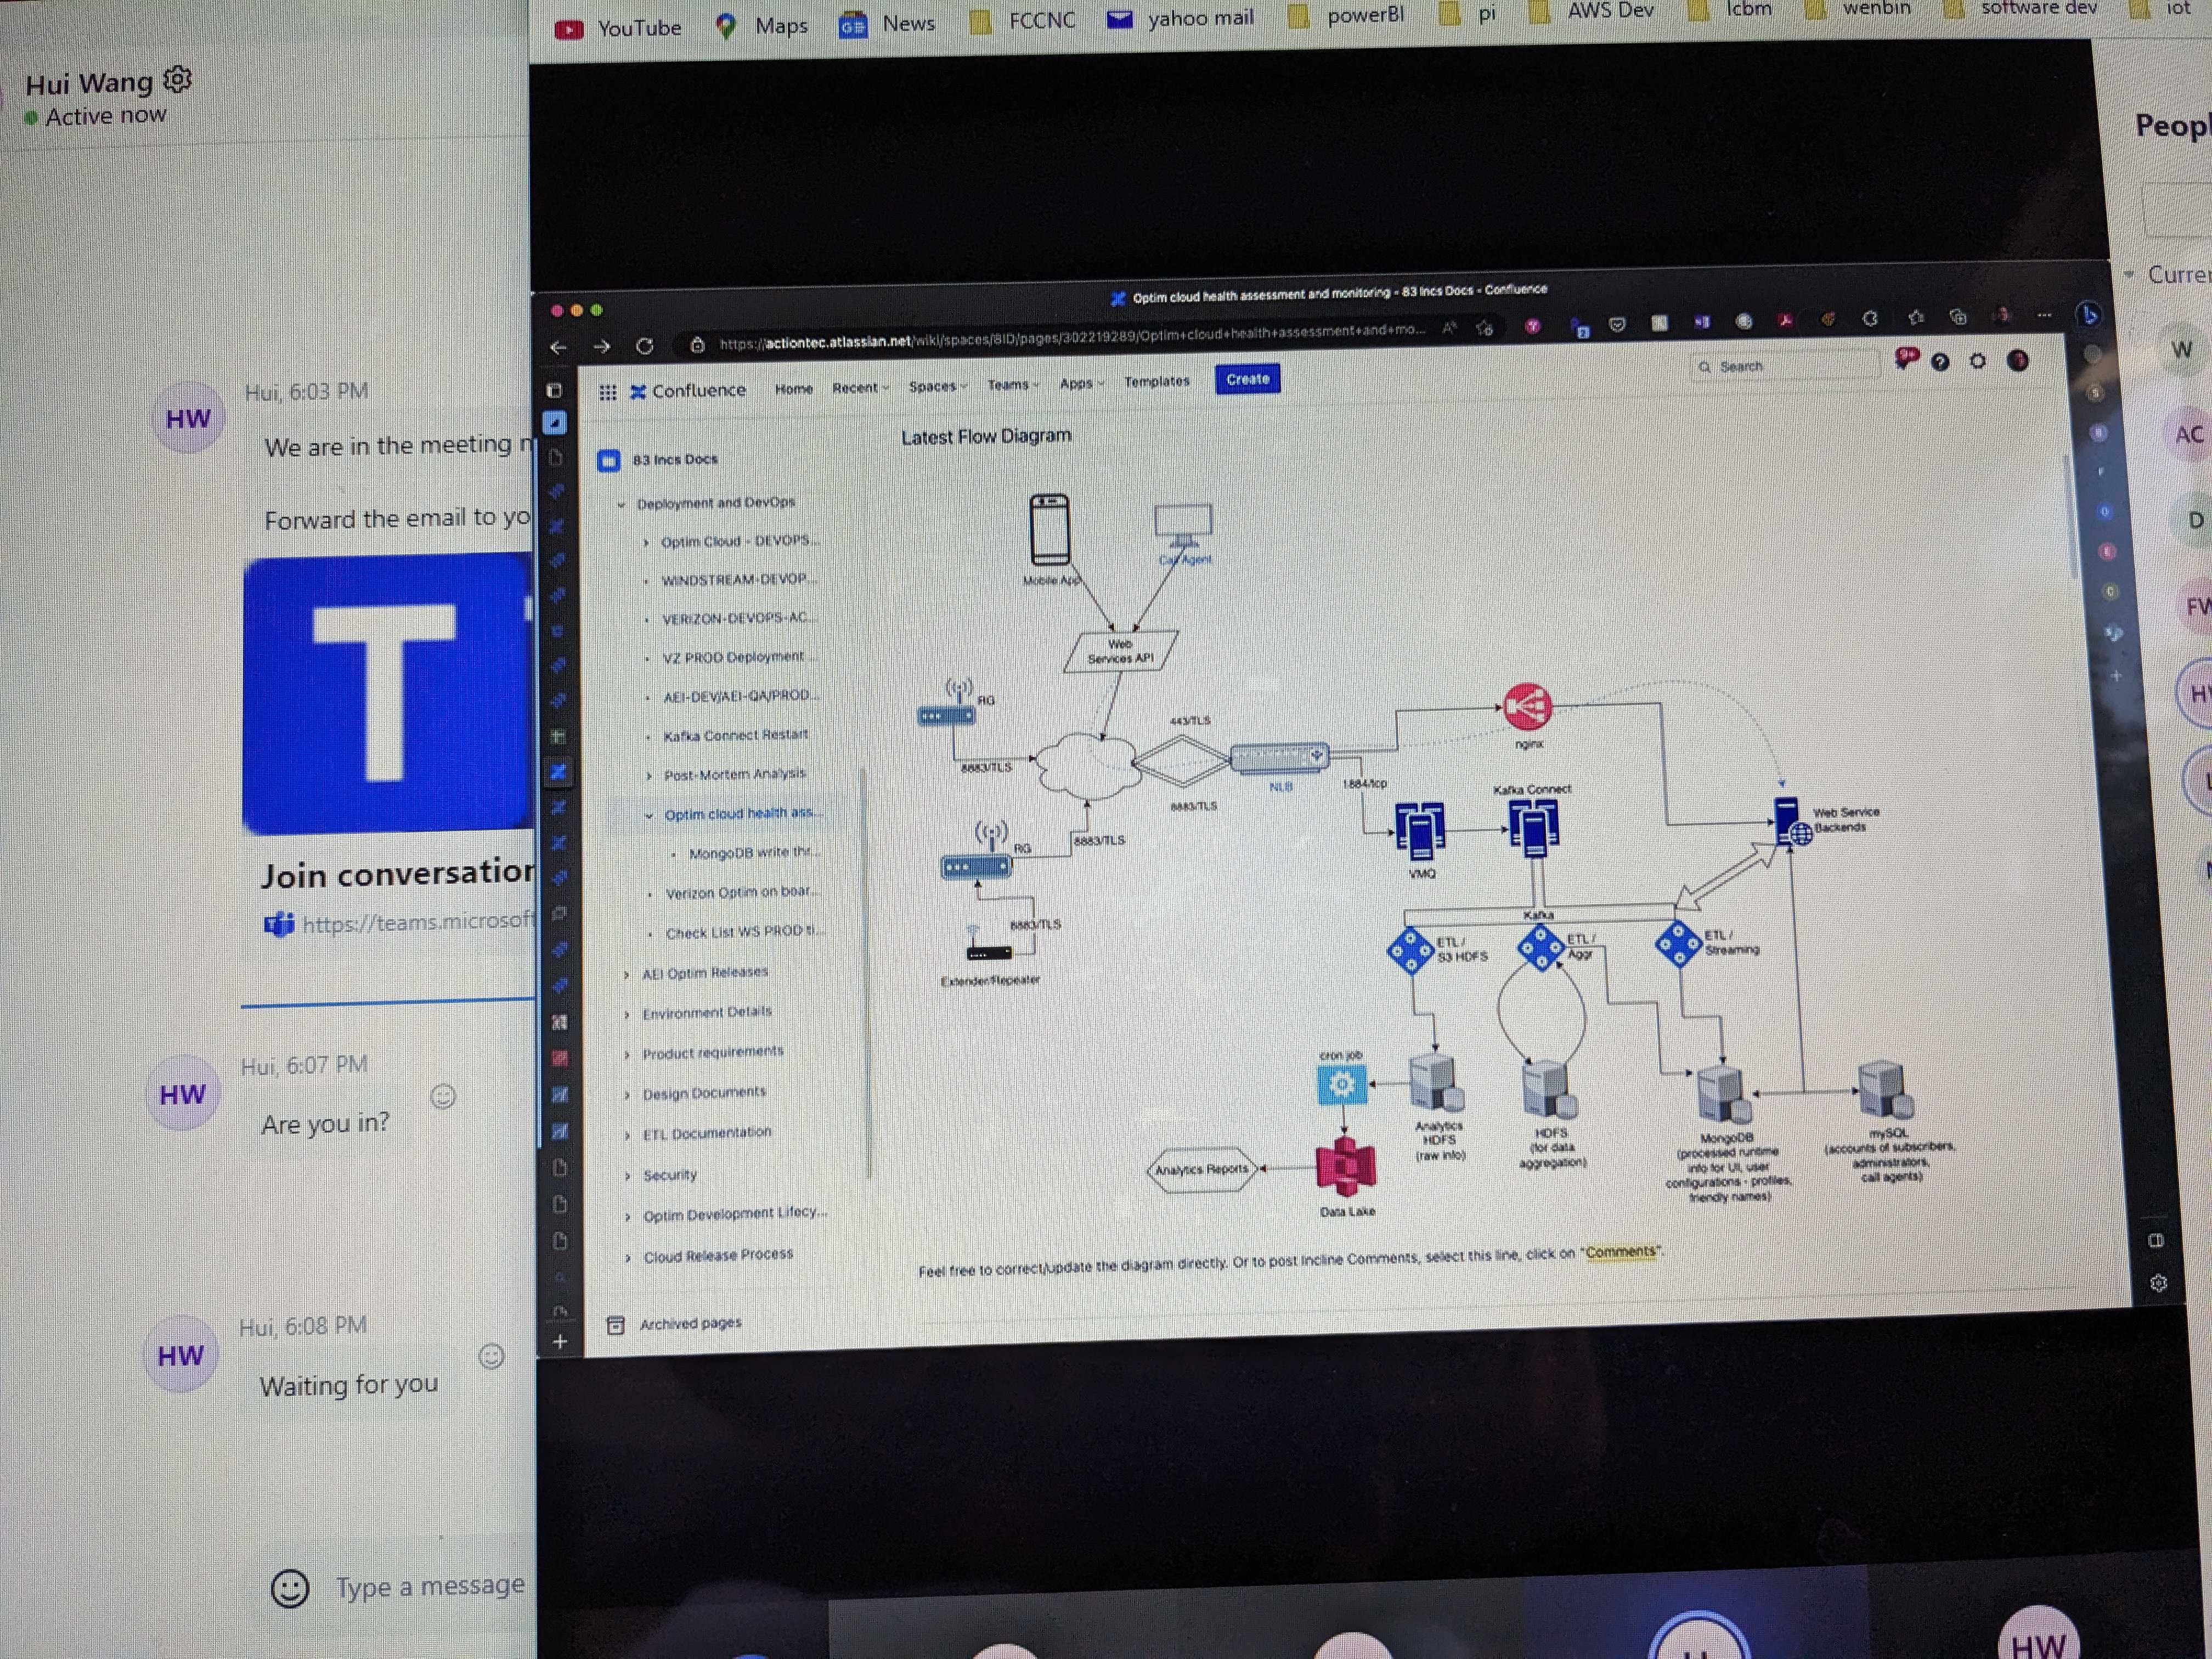 YouTube
Maps
News
FCCNC
yahoo mail
powerBI
pi
AWS Dev
lcbm
wenbin
software dev
iot
Hui Wang
Active now
Hui, 6:03 PM
HW
We are in the meeting
Forward the email to yo
T
Join conversation
https://teams.microsoft
Hui, 6:07 PM
HW
Are you in?
Hui, 6:08 PM
HW
Waiting for you
Type a message
Optim cloud health assessment and monitoring - 83 Incs Docs - Confluence
https://actiontec.atlassian.net/wiki/spaces/8ID/pages/302219289/Optim+cloud+health+assessment+and+mo...
Confluence
Home
Recent
Spaces
Teams
Apps
Templates
Create
Search
9+
83 Incs Docs
Deployment and DevOps
Optim Cloud - DEVOPS...
WINDSTREAM-DEVOP...
VERIZON-DEVOPS-AC...
VZ PROD Deployment ...
AEI-DEV/AEI-QA/PROD...
Kafka Connect Restart
Post-Mortem Analysis
Optim cloud health ass...
MongoDB write thr...
Verizon Optim on boar...
Check List WS PROD ti...
AEI Optim Releases
Environment Details
Product requirements
Design Documents
ETL Documentation
Security
Optim Development Lifecy...
Cloud Release Process
Archived pages
Latest Flow Diagram
Mobile App
Call Agent
Web
Services API
RG
8883/TLS
443/TLS
8883/TLS
NLB
1884/tcp
nginx
Kafka Connect
VMQ
Web Service
Backends
RG
8883/TLS
8883/TLS
Extender/Repeater
Kafka
ETL /
S3 HDFS
ETL /
Aggr
ETL /
Streaming
cron job
Analytics
HDFS
(raw info)
HDFS
(for data
aggregation)
MongoDB
(processed runtime
info for UI, user
configurations - profiles,
friendly names)
mySQL
(accounts of subscribers,
administrators,
call agents)
Analytics Reports
Data Lake
Feel free to correct/update the diagram directly. Or to post Incline Comments, select this line, click on "Comments".
Peopl
Curre
W
AC
D
FW
HW